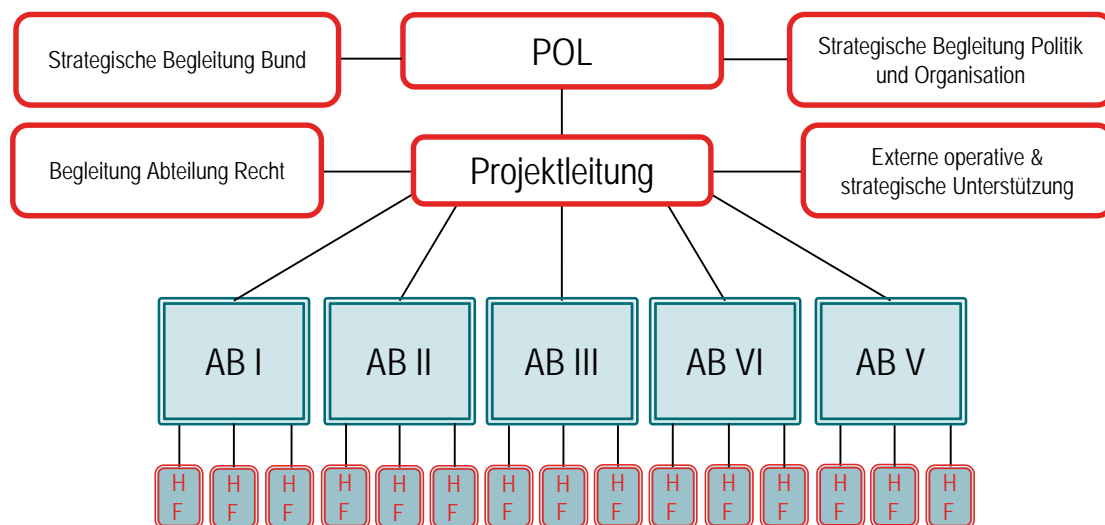 Strategische Begleitung Bund
POL
Strategische Begleitung Politik
und Organisation
Begleitung Abteilung Recht
Projektleitung
Externe operative &
strategische Unterstützung
AB I
AB II
AB III
AB VI
AB V
H
F
H
F
H
F
H
F
H
F
H
F
H
F
H
F
H
F
H
F
H
F
H
F
H
F
H
F
H
F